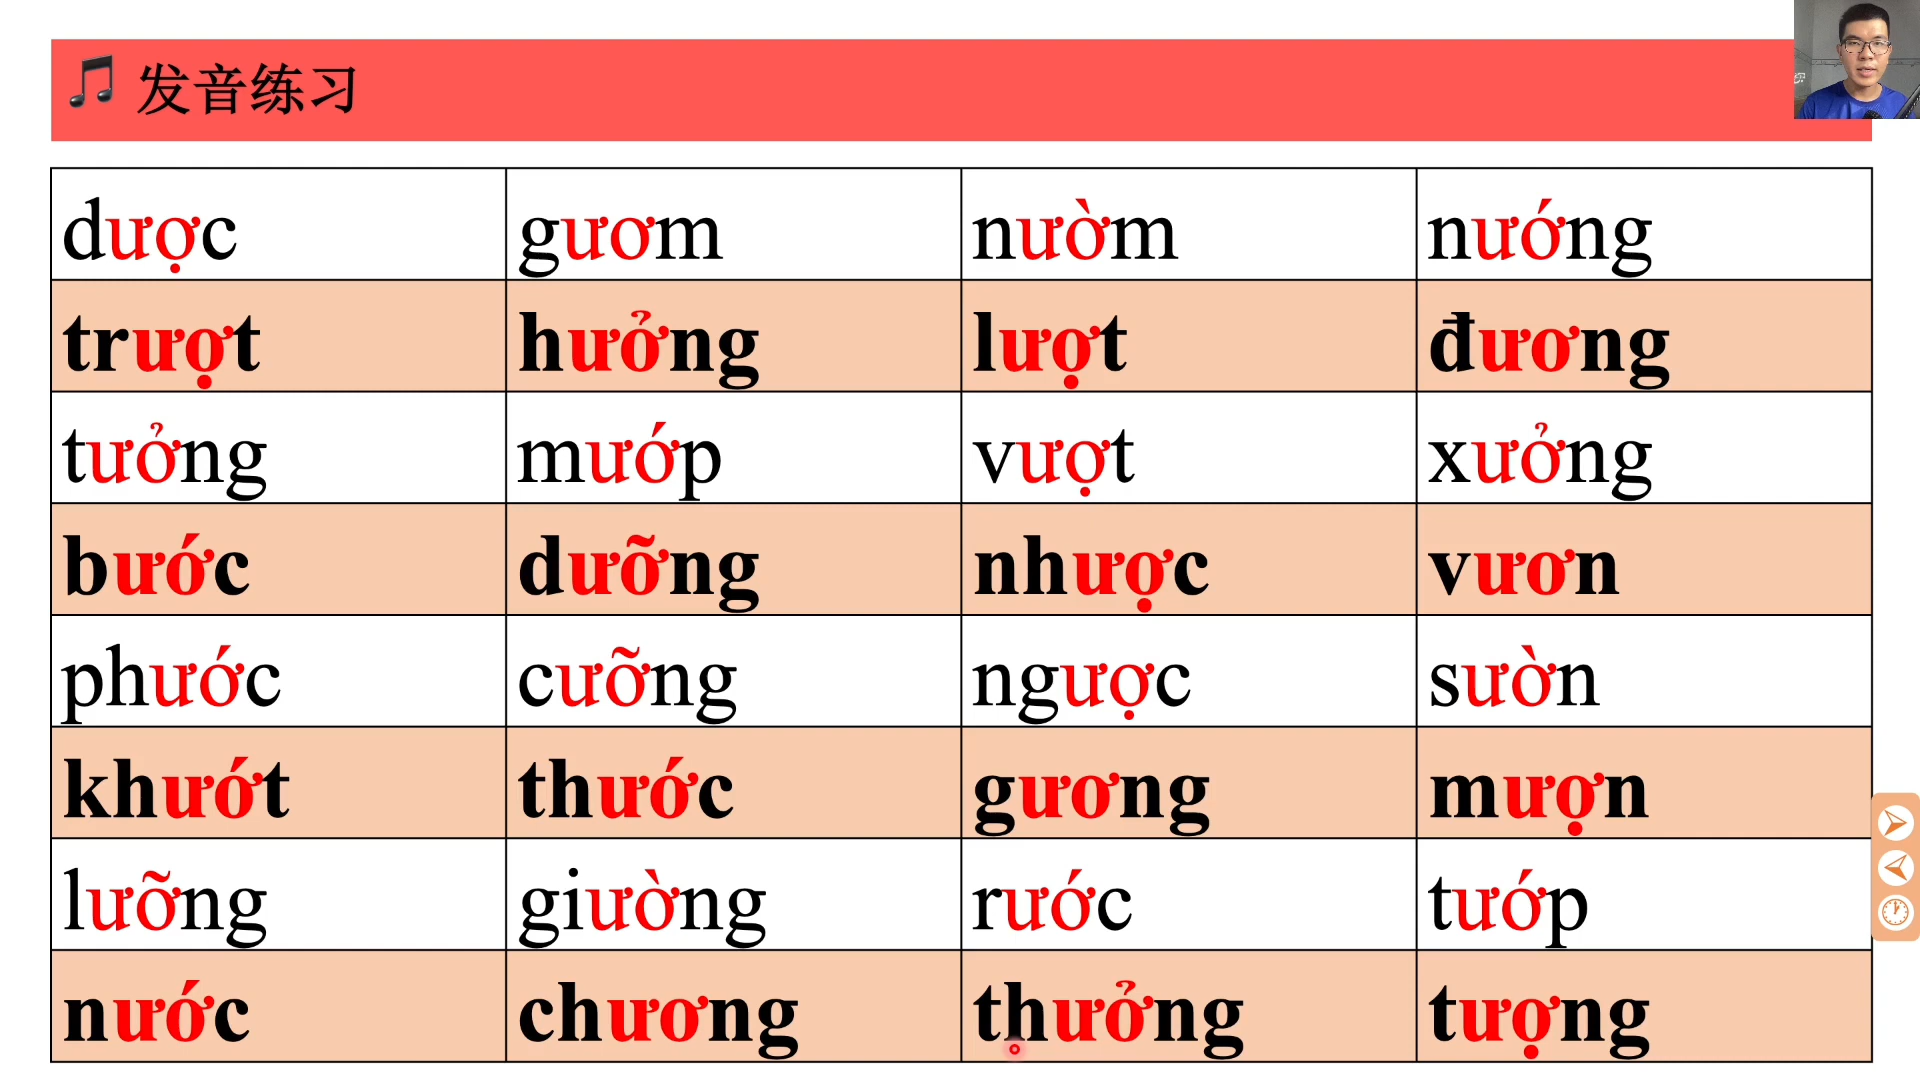 发音练习
dược gươm nườm nướng
trượt hưởng lượt đương
tưởng mướp vượt xưởng
bước dưỡng nhược vươn
phước cưỡng ngược sườn
khướt thước gương mượn
lưỡng giường rước tướp
nước chương thưởng tượng